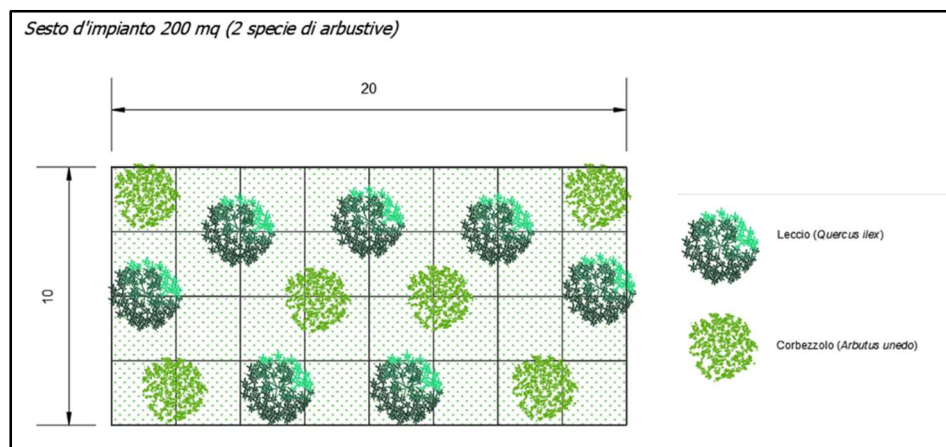 Sesto d'impianto 200 mq (2 specie di arbustive)
20
10
Leccio (Quercus ilex)
Corbezzolo (Arbutus unedo)